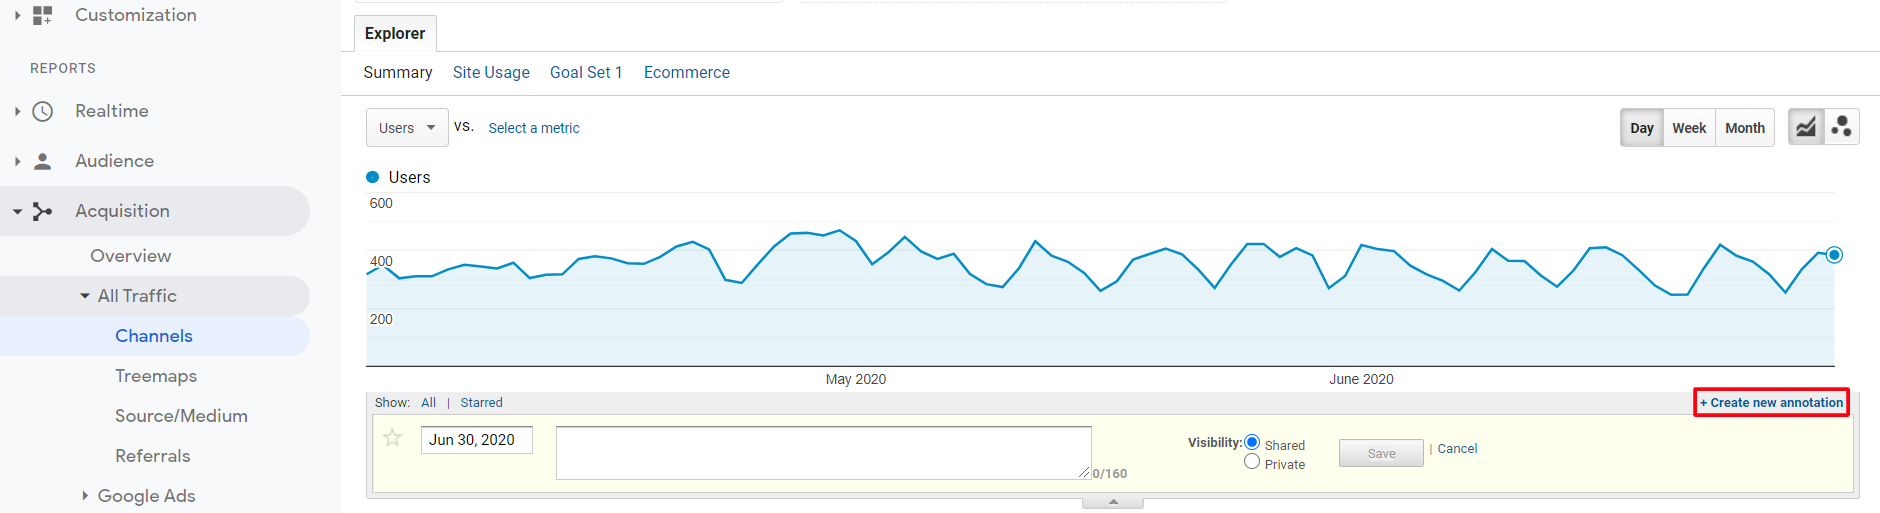 Customization
REPORTS
Realtime
Audience
Acquisition
Overview
All Traffic
Channels
Treemaps
Source/Medium
Referrals
Google Ads
Explorer
Summary Site Usage Goal Set 1 Ecommerce
Users VS. Select a metric Day Week Month
Users
600
400
200
May 2020 June 2020
Show: All | Starred + Create new annotation
Jun 30, 2020
0/160
Visibility: Shared
Private
Save | Cancel